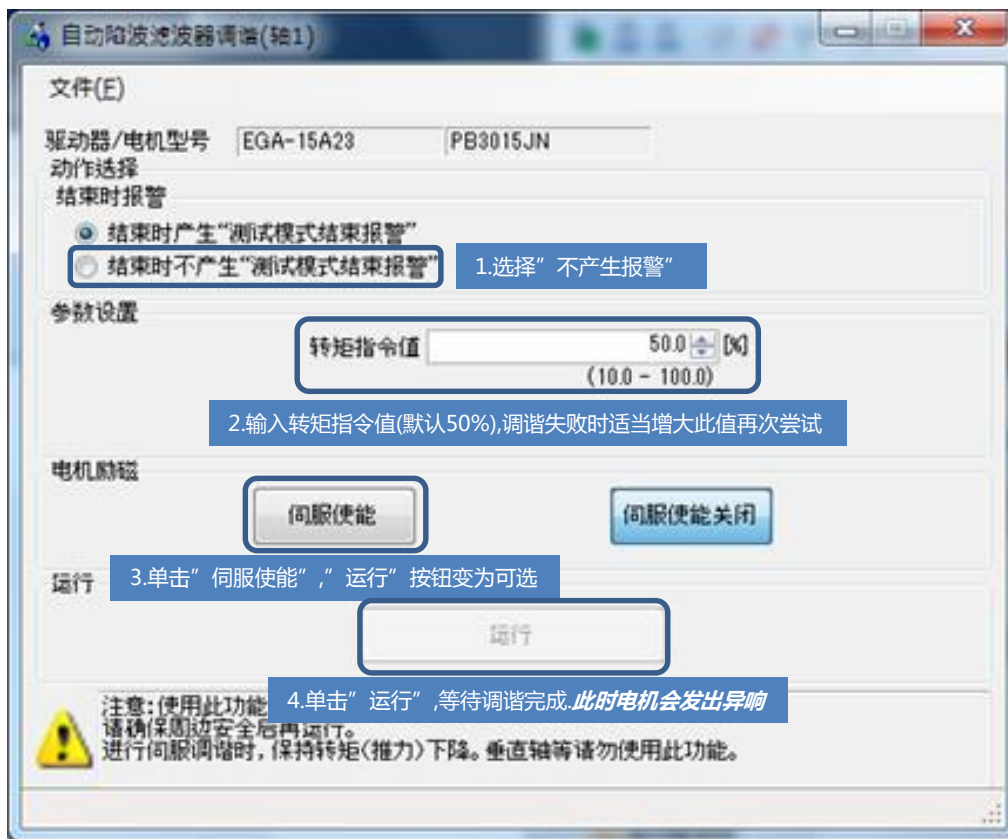 自动陷波滤波器调谐(轴1)
文件(F)
驱动器/电机型号 EGA-15A23 PB3015JN
动作选择
结束时报警
结束时产生“测试模式结束报警”
结束时不产生“测试模式结束报警”
1.选择”不产生报警”
参数设置
转矩指令值 50.0 [%]
(10.0 - 100.0)
2.输入转矩指令值(默认50%),调谐失败时适当增大此值再次尝试
电机励磁
伺服使能 伺服使能关闭
3.单击”伺服使能”,”运行”按钮变为可选
运行
运行
4.单击”运行”,等待调谐完成.此时电机会发出异响
注意:使用此功能
请确保周边安全后再运行。
进行伺服调谐时,保持转矩(推力)下降。垂直轴等请勿使用此功能。